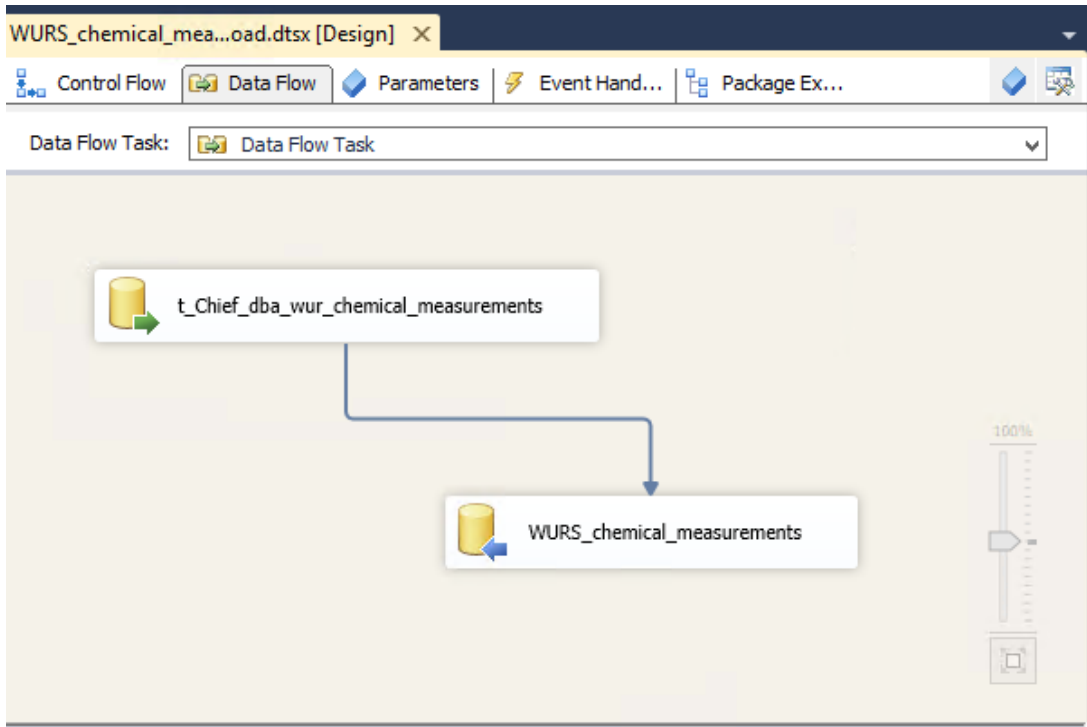 WURS_chemical_mea...oad.dtsx [Design]
Control Flow Data Flow Parameters Event Hand... Package Ex...
Data Flow Task: Data Flow Task
t_Chief_dba_wur_chemical_measurements
100%
WURS_chemical_measurements